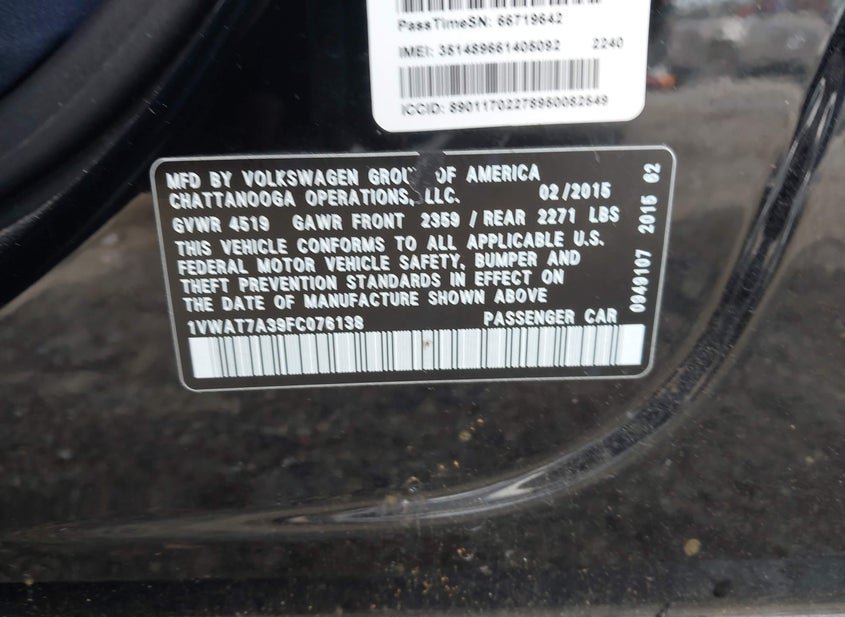 PassTimeSN: 66719642
IMEI: 351469661406092 2240
ICCID: 89011702278950082549
MFD BY VOLKSWAGEN GROUP OF AMERICA
CHATTANOOGA OPERATIONS, LLC. 02/2015
GVWR 4519 GAWR FRONT 2359 / REAR 2271 LBS
THIS VEHICLE CONFORMS TO ALL APPLICABLE U.S.
FEDERAL MOTOR VEHICLE SAFETY, BUMPER AND
THEFT PREVENTION STANDARDS IN EFFECT ON
THE DATE OF MANUFACTURE SHOWN ABOVE
1VWAT7A39FC076138 PASSENGER CAR
0949107 2015 02